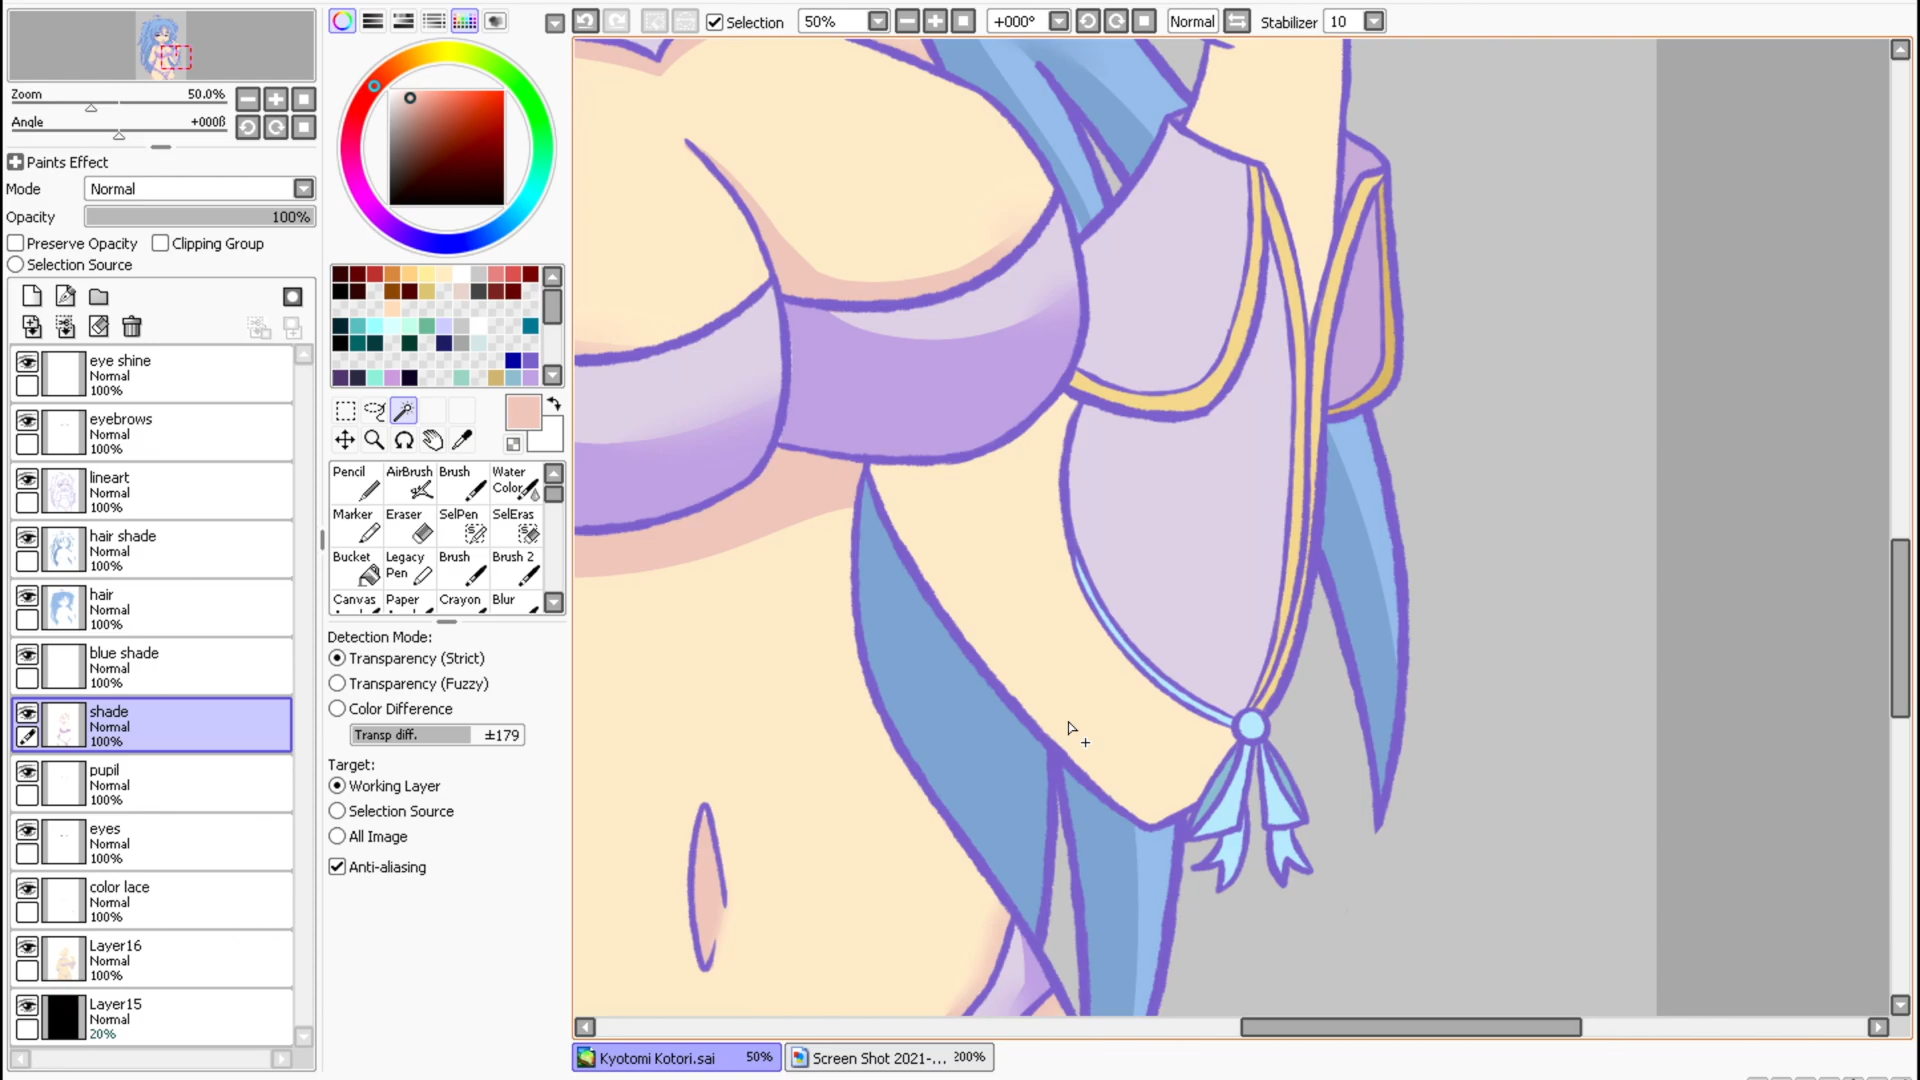 Selection
50%
+000°
Normal
Stabilizer
10
Zoom
50.0%
Angle
+000ß
Paints Effect
Mode
Normal
Opacity
100%
Preserve Opacity
Clipping Group
Selection Source
eye shine
Normal
100%
eyebrows
Normal
100%
lineart
Normal
100%
hair shade
Normal
100%
hair
Normal
100%
blue shade
Normal
100%
shade
Normal
100%
pupil
Normal
100%
eyes
Normal
100%
color lace
Normal
100%
Layer16
Normal
100%
Layer15
Normal
20%
Pencil
AirBrush
Brush
Water
Color
Marker
Eraser
SelPen
SelEras
Bucket
Legacy
Pen
Brush
Brush 2
Canvas
Paper
Crayon
Blur
Detection Mode:
Transparency (Strict)
Transparency (Fuzzy)
Color Difference
Transp diff.
±179
Target:
Working Layer
Selection Source
All Image
Anti-aliasing
Kyotomi Kotori.sai
50%
Screen Shot 2021-...
200%